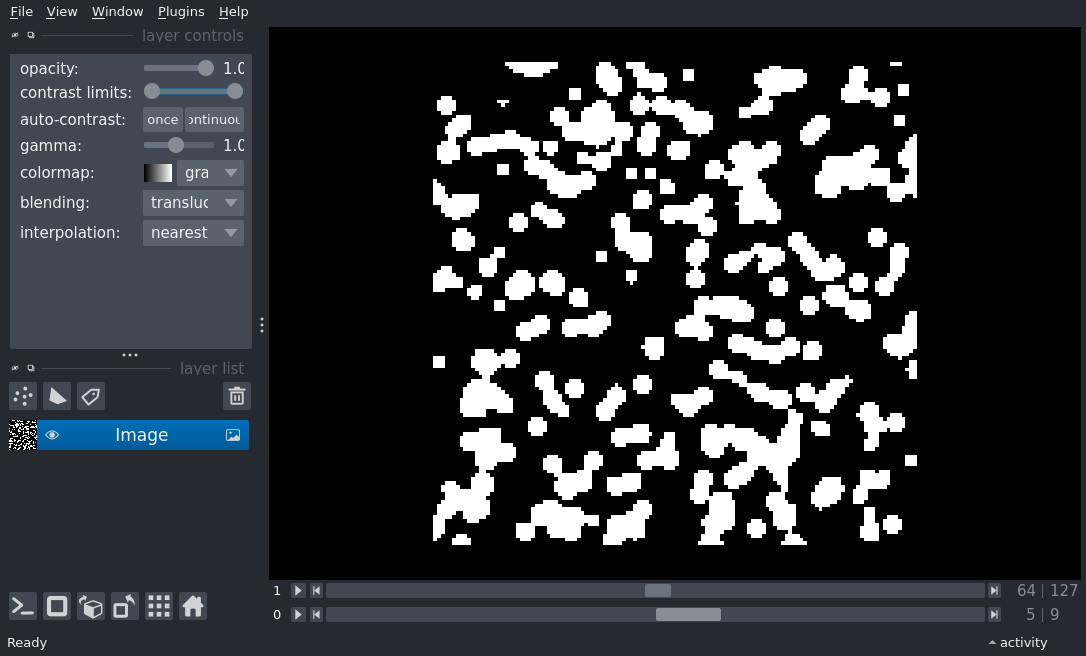 File View Window Plugins Help
layer controls
opacity: 1.0
contrast limits:
auto-contrast: once ontinuou
gamma: 1.0
colormap: gra
blending: transluc
interpolation: nearest
layer list
Image
1 64 | 127
0 5 | 9
Ready activity